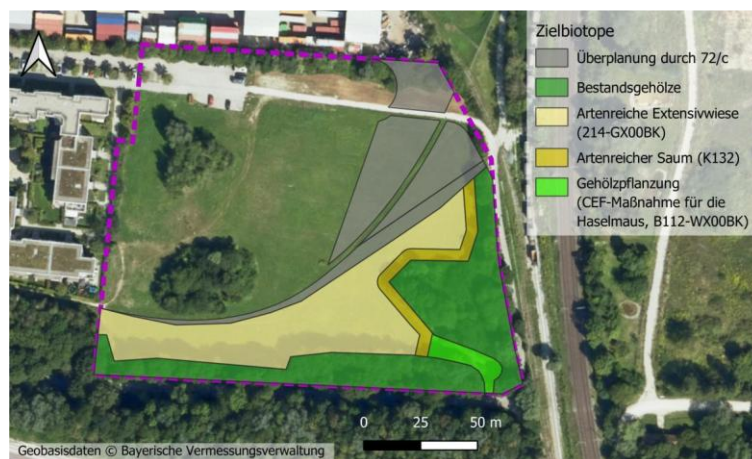 Zielbiotope
Überplanung durch 72/c
Bestandsgehölze
Artenreiche Extensivwiese
(214-GX00BK)
Artenreicher Saum (K132)
Gehölzpflanzung
(CEF-Maßnahme für die
Haselmaus, B112-WX00BK)
0 25 50 m
Geobasisdaten © Bayerische Vermessungsverwaltung